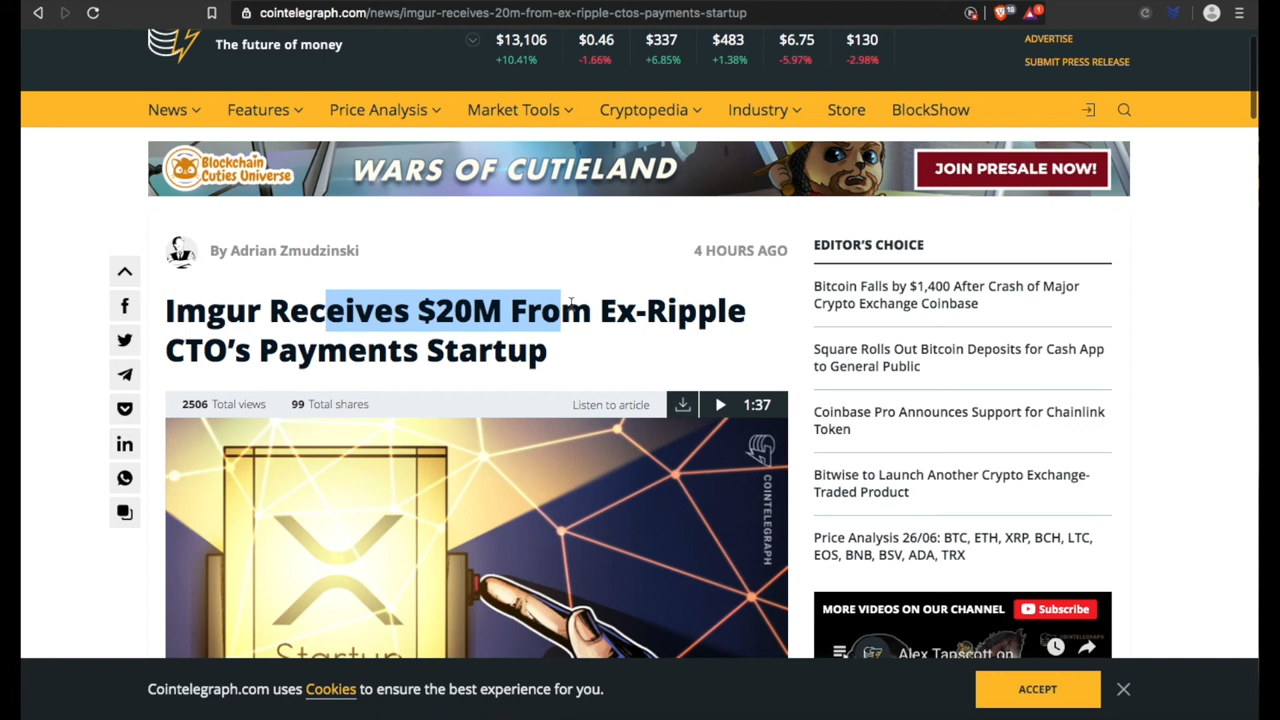 cointelegraph.com/news/imgur-receives-20m-from-ex-ripple-ctos-payments-startup
18
1
The future of money
$13,106 $0.46 $337 $483 $6.75 $130
+10.41% -1.66% +6.85% +1.38% -5.97% -2.98%
ADVERTISE
SUBMIT PRESS RELEASE
News Features Price Analysis Market Tools Cryptopedia Industry Store BlockShow
Blockchain
Cuties Universe
WARS OF CUTIELAND
JOIN PRESALE NOW!
By Adrian Zmudzinski
4 HOURS AGO
Imgur Receives $20M From Ex-Ripple
CTO's Payments Startup
2506 Total views 99 Total shares Listen to article 1:37
COINTELEGRAPH
Startup
EDITOR'S CHOICE
Bitcoin Falls by $1,400 After Crash of Major
Crypto Exchange Coinbase
Square Rolls Out Bitcoin Deposits for Cash App
to General Public
Coinbase Pro Announces Support for Chainlink
Token
Bitwise to Launch Another Crypto Exchange-
Traded Product
Price Analysis 26/06: BTC, ETH, XRP, BCH, LTC,
EOS, BNB, BSV, ADA, TRX
MORE VIDEOS ON OUR CHANNEL Subscribe
Alex Tapscott on
Cointelegraph.com uses Cookies to ensure the best experience for you.
ACCEPT